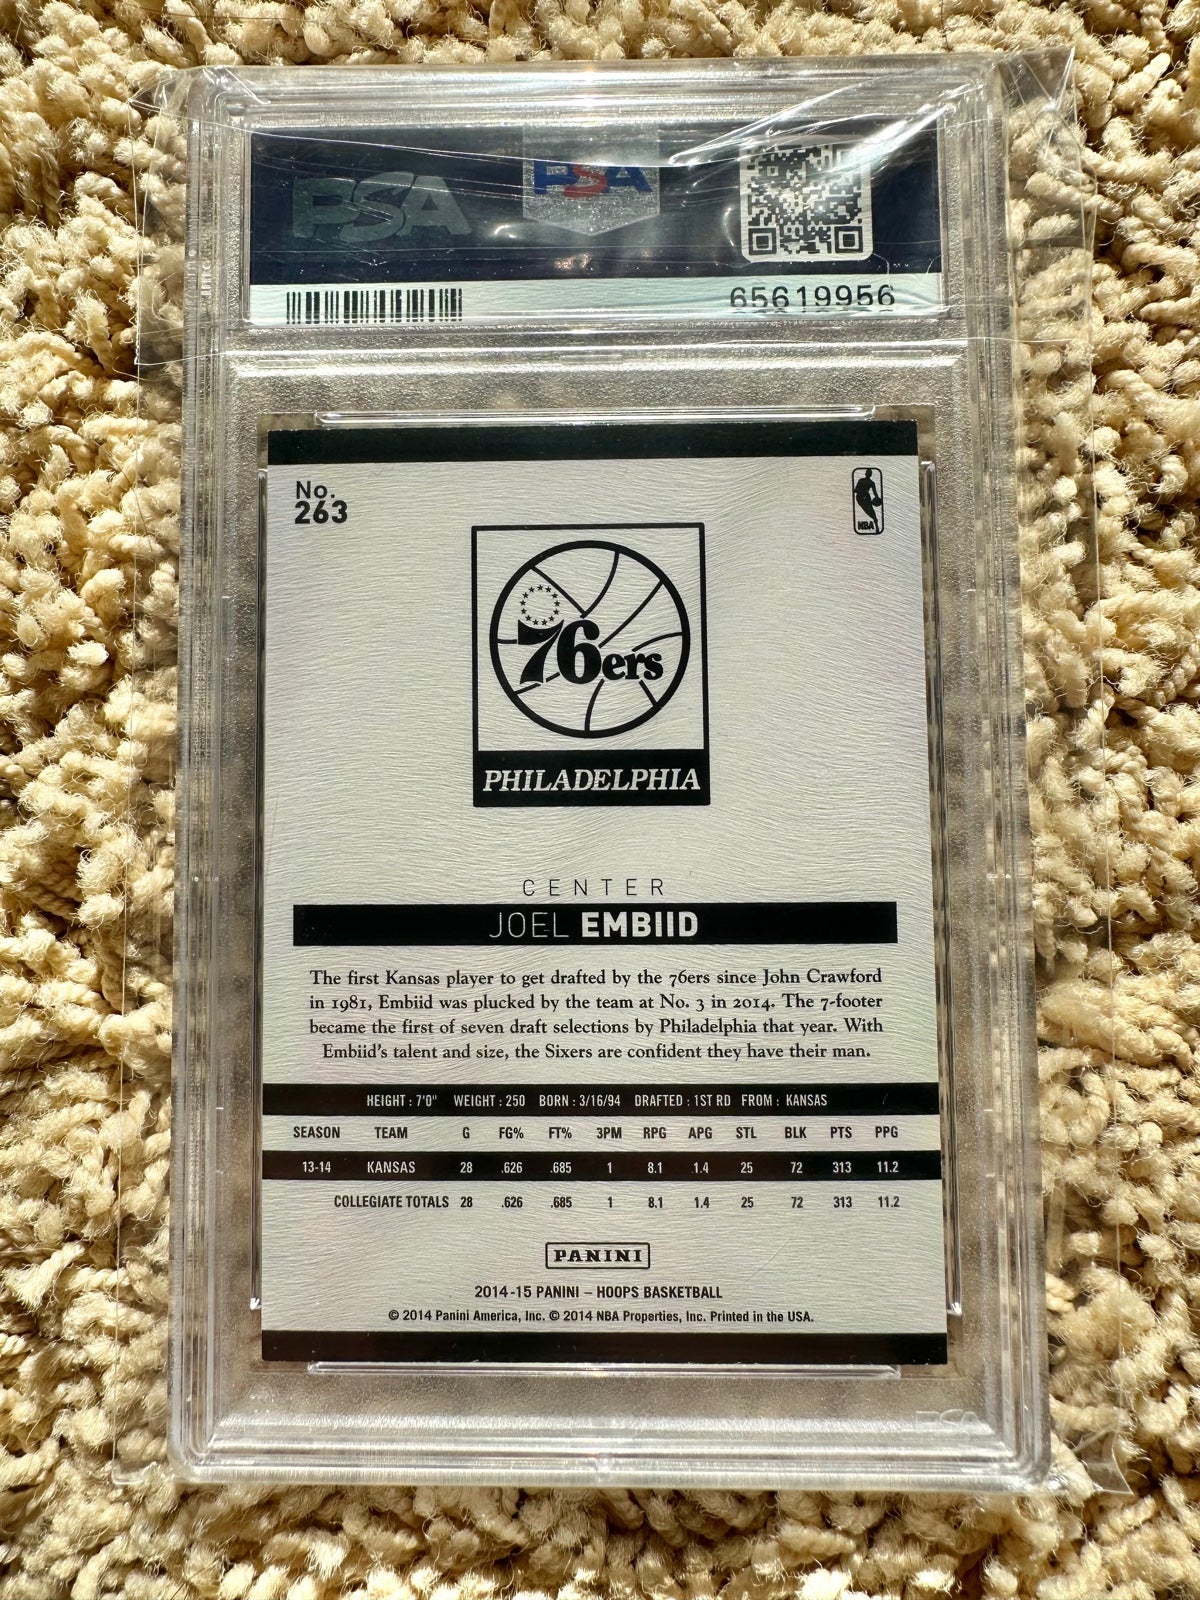 PSA PSA
65619956
No.
263
NBA
76ers
PHILADELPHIA
CENTER
JOEL EMBIID
The first Kansas player to get drafted by the 76ers since John Crawford
in 1981, Embiid was plucked by the team at No. 3 in 2014. The 7-footer
became the first of seven draft selections by Philadelphia that year. With
Embiid's talent and size, the Sixers are confident they have their man.
HEIGHT : 7'0" WEIGHT : 250 BORN : 3/16/94 DRAFTED : 1ST RD FROM : KANSAS
SEASON TEAM G FG% FT% 3PM RPG APG STL BLK PTS PPG
13-14 KANSAS 28 .626 .685 1 8.1 1.4 25 72 313 11.2
COLLEGIATE TOTALS 28 .626 .685 1 8.1 1.4 25 72 313 11.2
PANINI
2014-15 PANINI – HOOPS BASKETBALL
© 2014 Panini America, Inc. © 2014 NBA Properties, Inc. Printed in the USA.
PSA